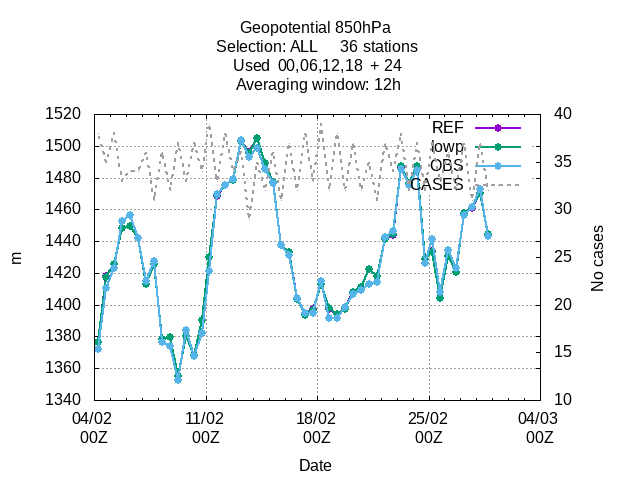 Geopotential 850hPa
Selection: ALL 36 stations
Used 00,06,12,18 + 24
Averaging window: 12h
1520
1500
1480
1460
1440
1420
1400
1380
1360
1340
m
40
35
30
25
20
15
10
No cases
REF
lowp
OBS
CASES
04/02 11/02 18/02 25/02 04/03
00Z 00Z 00Z 00Z 00Z
Date